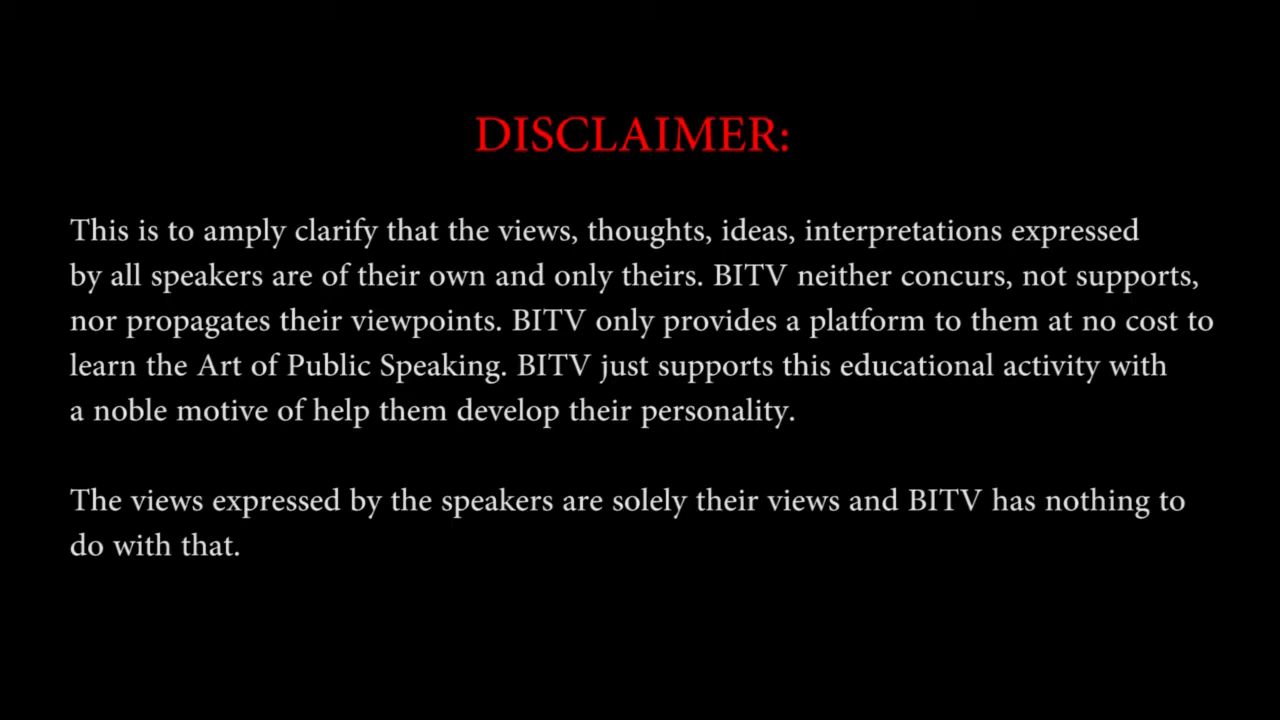 DISCLAIMER:
This is to amply clarify that the views, thoughts, ideas, interpretations expressed
by all speakers are of their own and only theirs. BITV neither concurs, not supports,
nor propagates their viewpoints. BITV only provides a platform to them at no cost to
learn the Art of Public Speaking. BITV just supports this educational activity with
a noble motive of help them develop their personality.
The views expressed by the speakers are solely their views and BITV has nothing to
do with that.